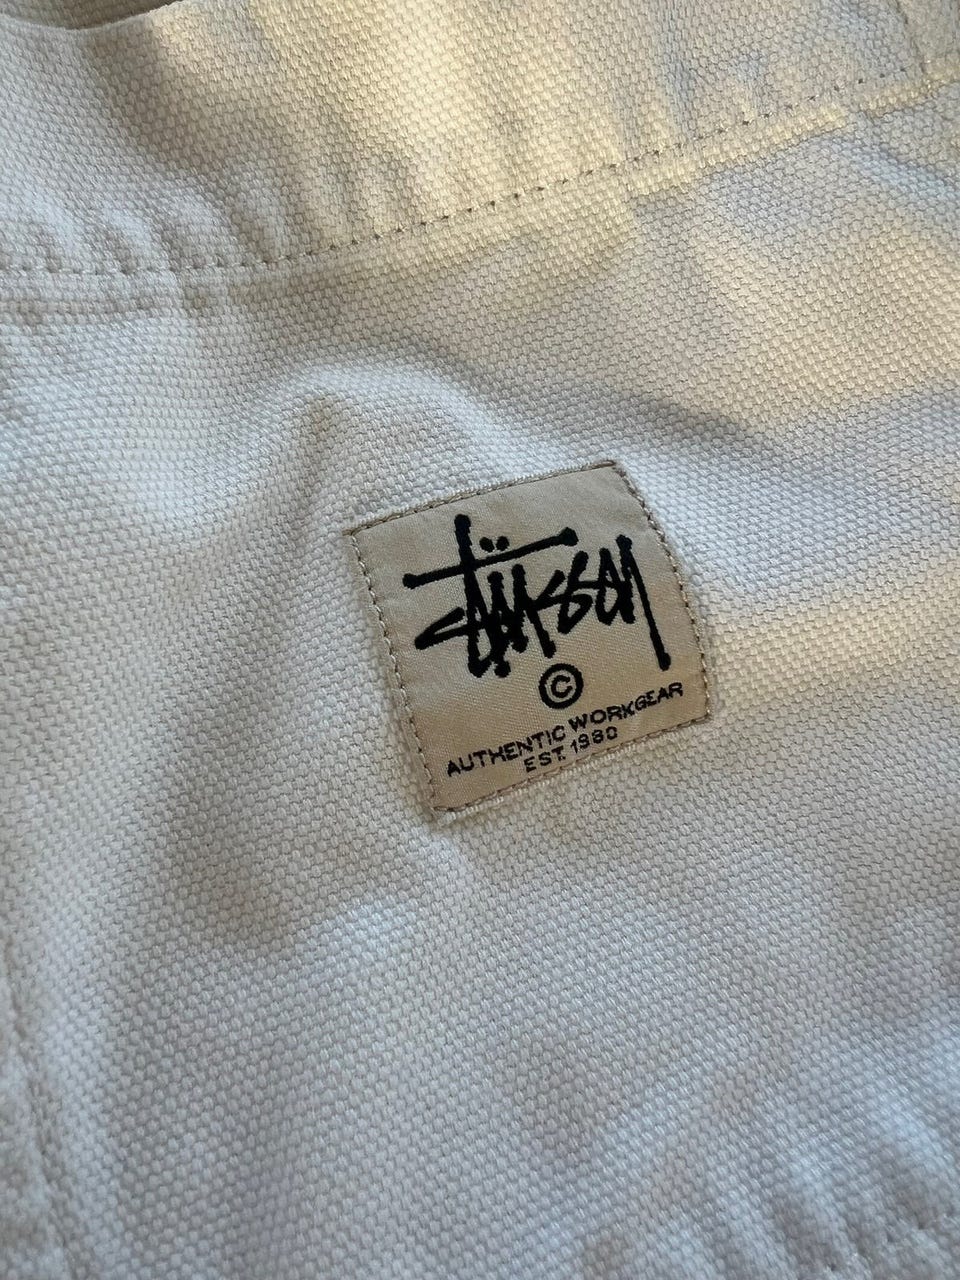 Stüssy
©
AUTHENTIC WORKGEAR
EST. 1980